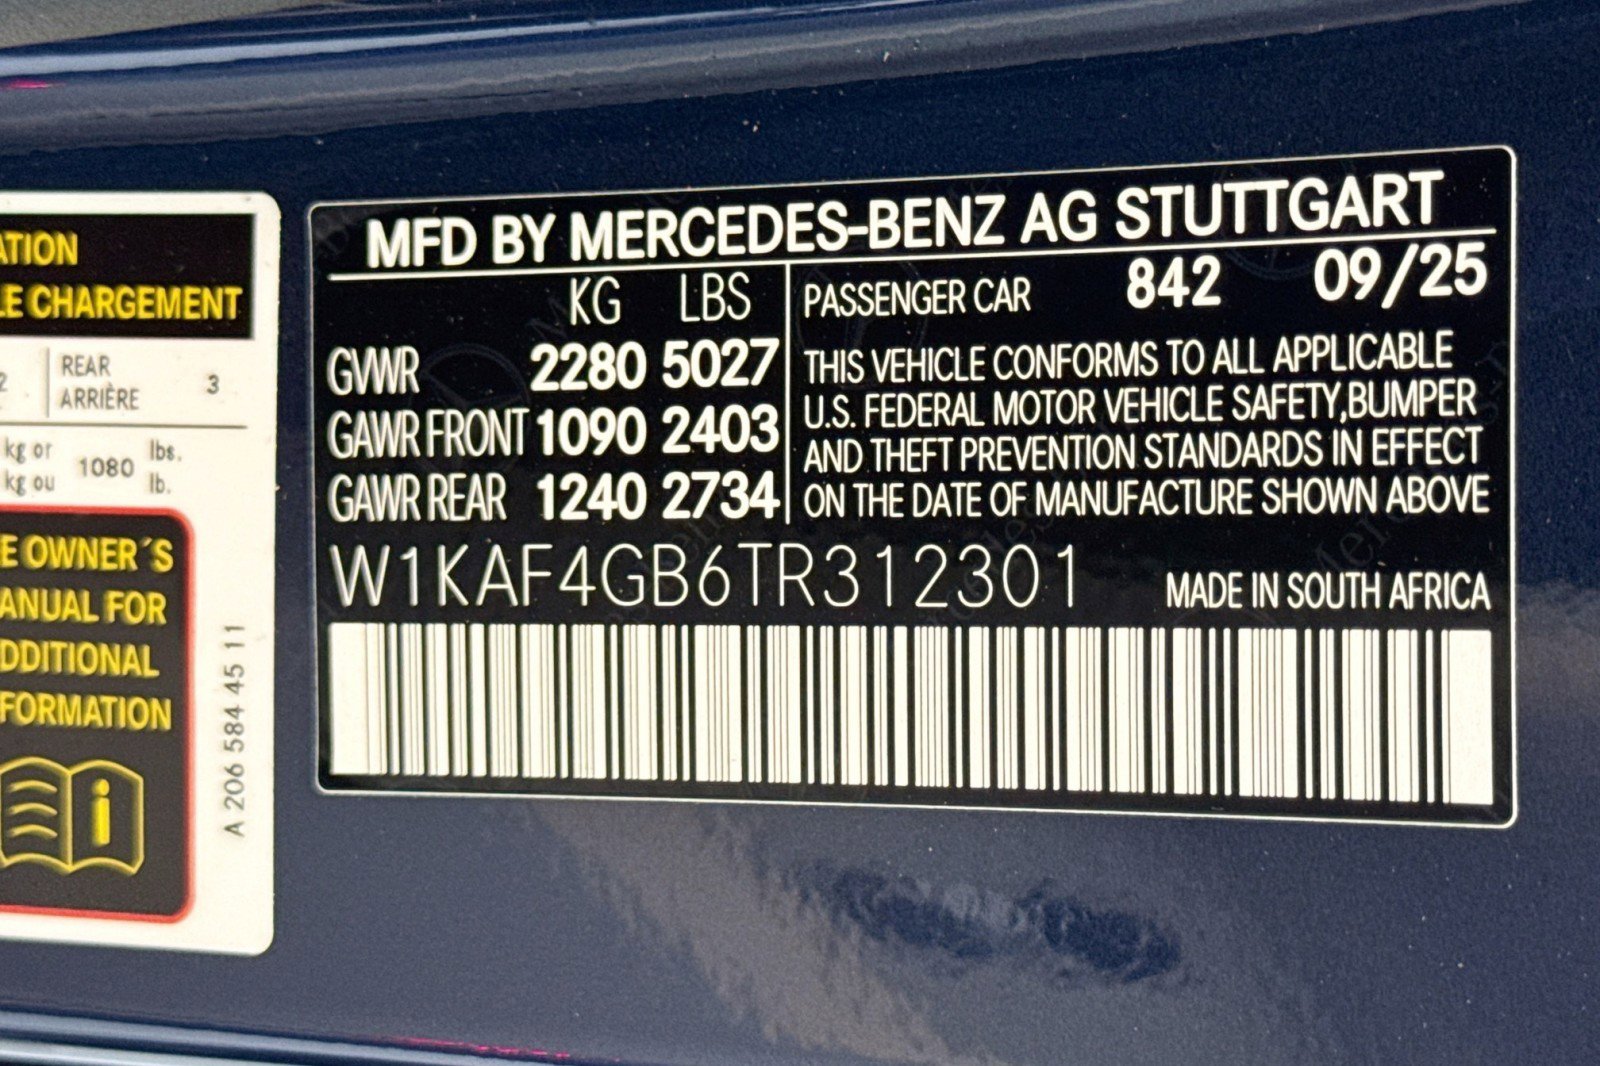 ATION
LE CHARGEMENT
2 REAR 3
ARRIÈRE
kg or 1080 lbs.
kg ou lb.
E OWNER´S
ANUAL FOR
DDITIONAL
FORMATION
A 206 584 45 11
MFD BY MERCEDES-BENZ AG STUTTGART
KG LBS
GVWR 2280 5027
GAWR FRONT 1090 2403
GAWR REAR 1240 2734
PASSENGER CAR 842 09/25
THIS VEHICLE CONFORMS TO ALL APPLICABLE
U.S. FEDERAL MOTOR VEHICLE SAFETY,BUMPER
AND THEFT PREVENTION STANDARDS IN EFFECT
ON THE DATE OF MANUFACTURE SHOWN ABOVE
W1KAF4GB6TR312301
MADE IN SOUTH AFRICA